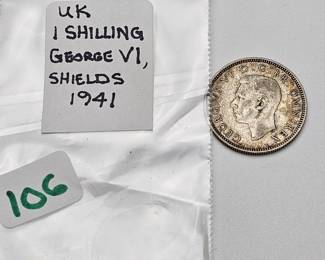 UK
1 SHILLING
GEORGE VI,
SHIELDS
1941
106